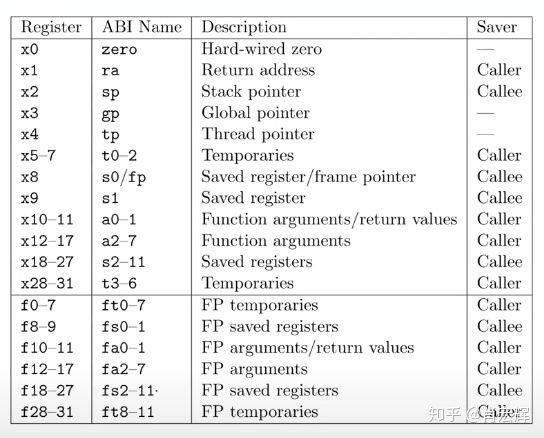 Register ABI Name Description Saver
x0 zero Hard-wired zero —
x1 ra Return address Caller
x2 sp Stack pointer Callee
x3 gp Global pointer —
x4 tp Thread pointer —
x5–7 t0–2 Temporaries Caller
x8 s0/fp Saved register/frame pointer Callee
x9 s1 Saved register Callee
x10–11 a0–1 Function arguments/return values Caller
x12–17 a2–7 Function arguments Caller
x18–27 s2–11 Saved registers Callee
x28–31 t3–6 Temporaries Caller
f0–7 ft0–7 FP temporaries Caller
f8–9 fs0–1 FP saved registers Callee
f10–11 fa0–1 FP arguments/return values Caller
f12–17 fa2–7 FP arguments Caller
f18–27 fs2–11 FP saved registers Callee
f28–31 ft8–11 FP temporaries Caller
知乎